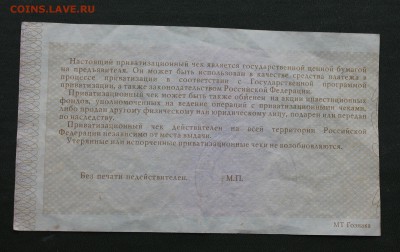 COINS.LAVE.RU
Настоящий приватизационный чек является государственной ценной бумагой
на предъявителя. Он может быть использован в качестве средства платежа в
процессе приватизации в соответствии с Государственной программой
приватизации, а также законодательством Российской Федерации.
Приватизационный чек может быть также обменен на акции инвестиционных
фондов, уполномоченных на ведение операций с приватизационными чеками,
либо продан другому физическому или юридическому лицу, подарен или передан
по наследству.
Приватизационный чек действителен на всей территории Российской
Федерации независимо от места выдачи.
Утерянные или испорченные приватизационные чеки не возобновляются.
Без печати недействителен. М.П.
МТ Гознака